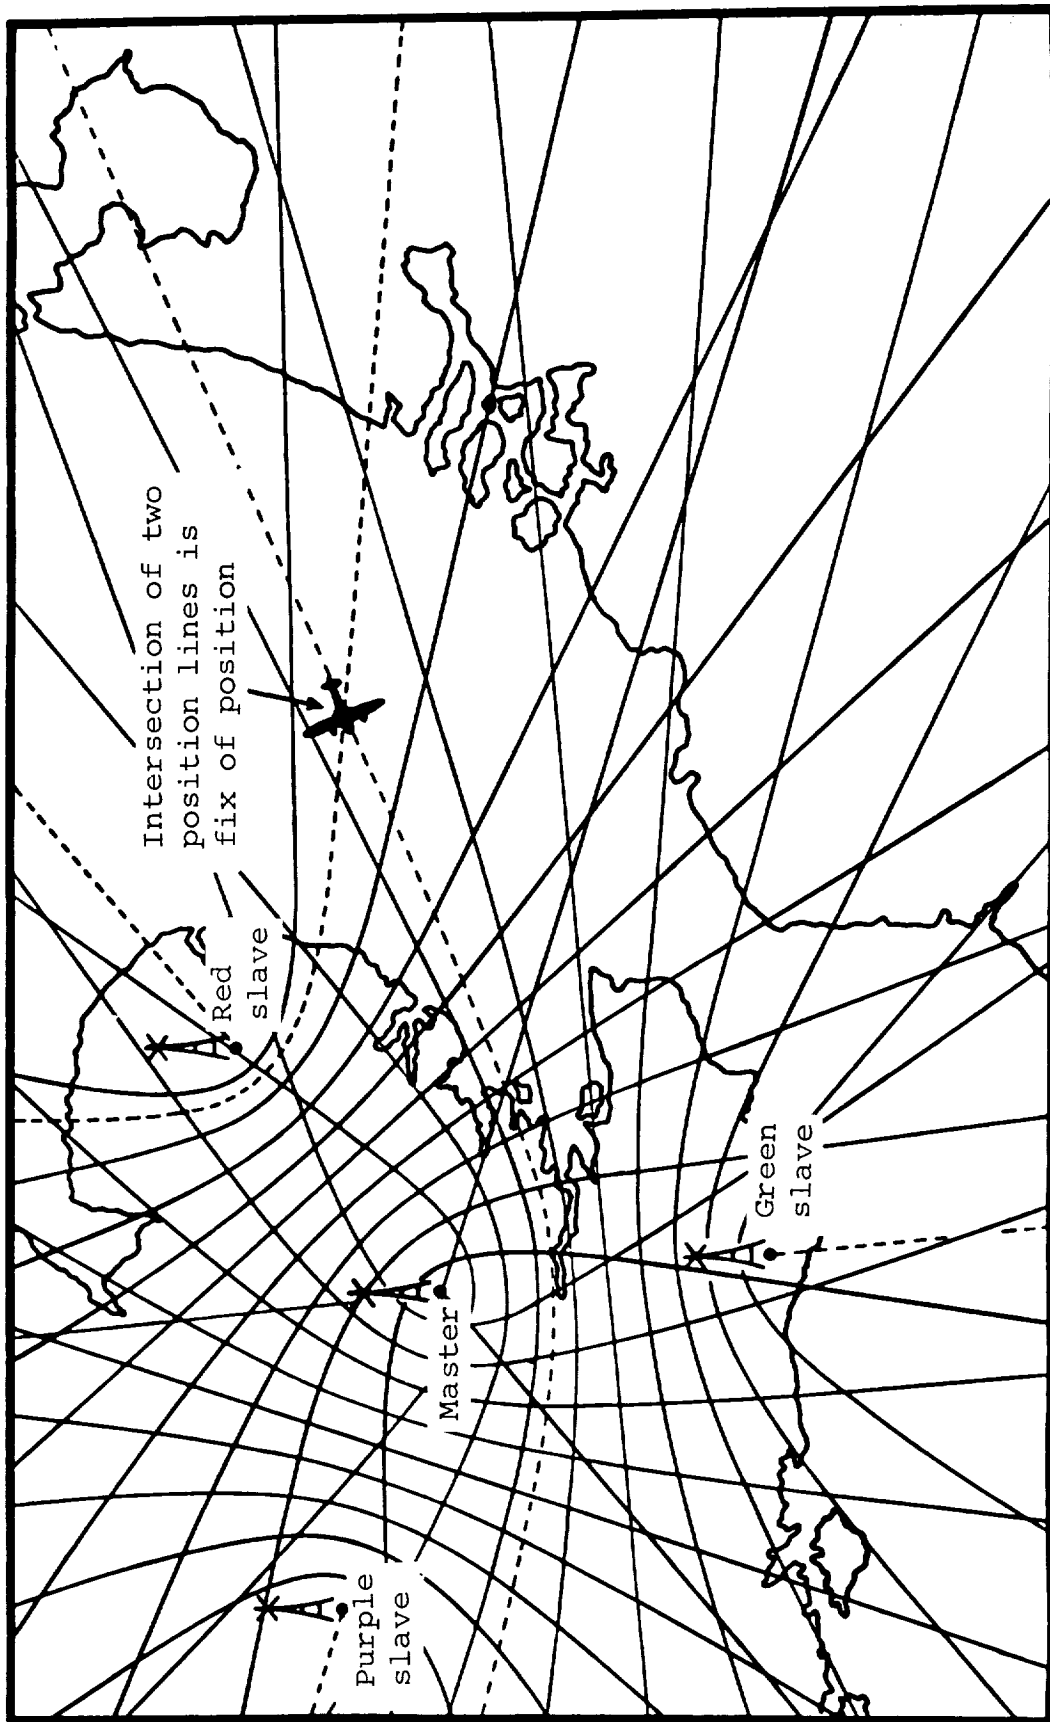 Intersection of two
position lines is
fix of position
Red
slave
Master
Purple
slave
Green
slave